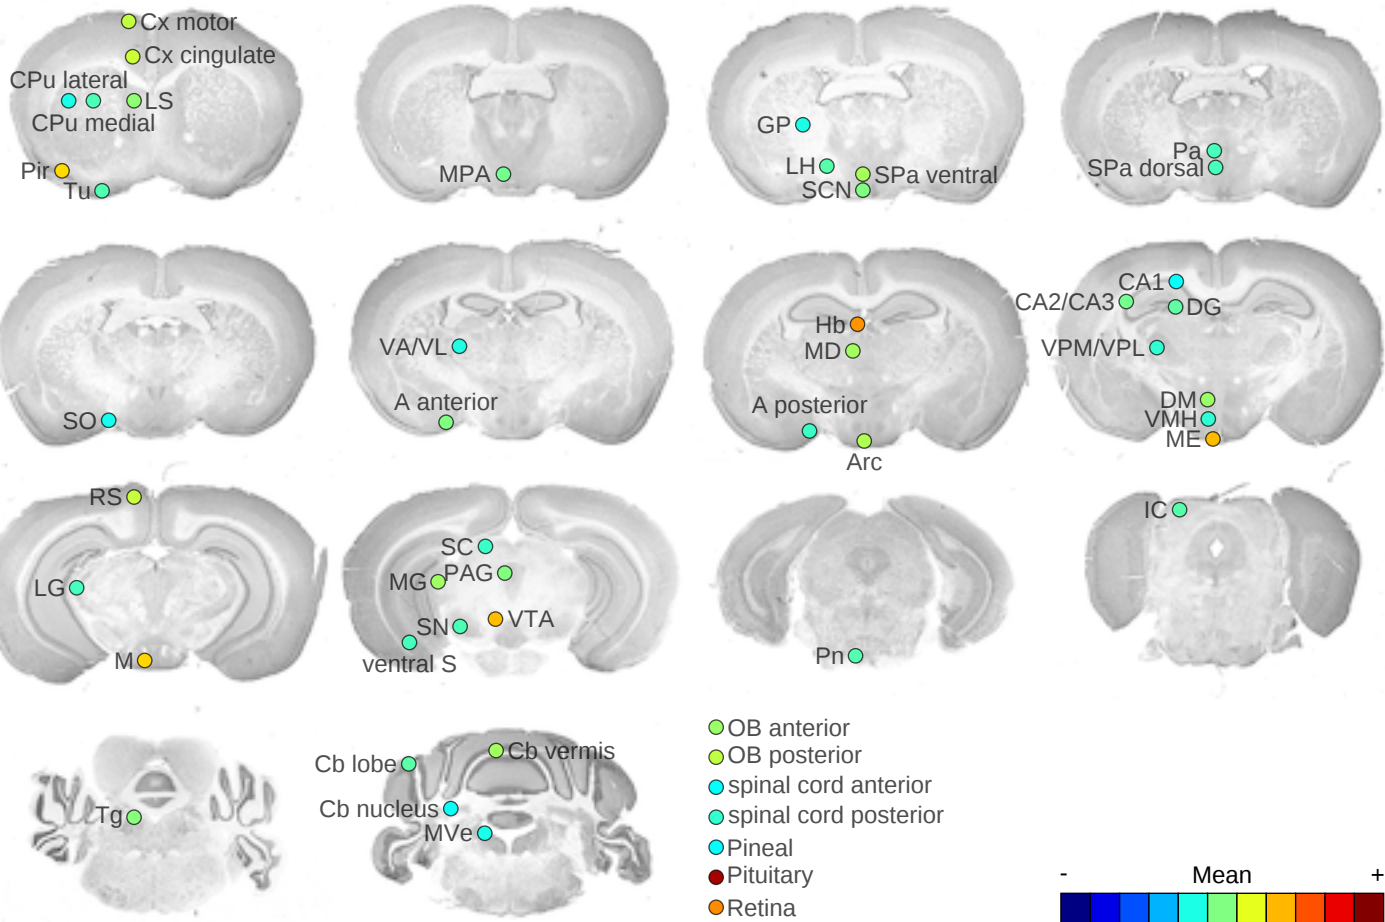 Cx motor
Cx cingulate
CPu lateral
LS
CPu medial
Pir
Tu
MPA
GP
LH
SPa ventral
SCN
Pa
SPa dorsal
SO
VA/VL
A anterior
Hb
MD
A posterior
Arc
CA1
CA2/CA3
DG
VPM/VPL
DM
VMH
ME
RS
LG
M
SC
MG
PAG
SN
VTA
ventral S
Pn
IC
Tg
Cb lobe
Cb vermis
Cb nucleus
MVe
OB anterior
OB posterior
spinal cord anterior
spinal cord posterior
Pineal
Pituitary
Retina
- Mean +